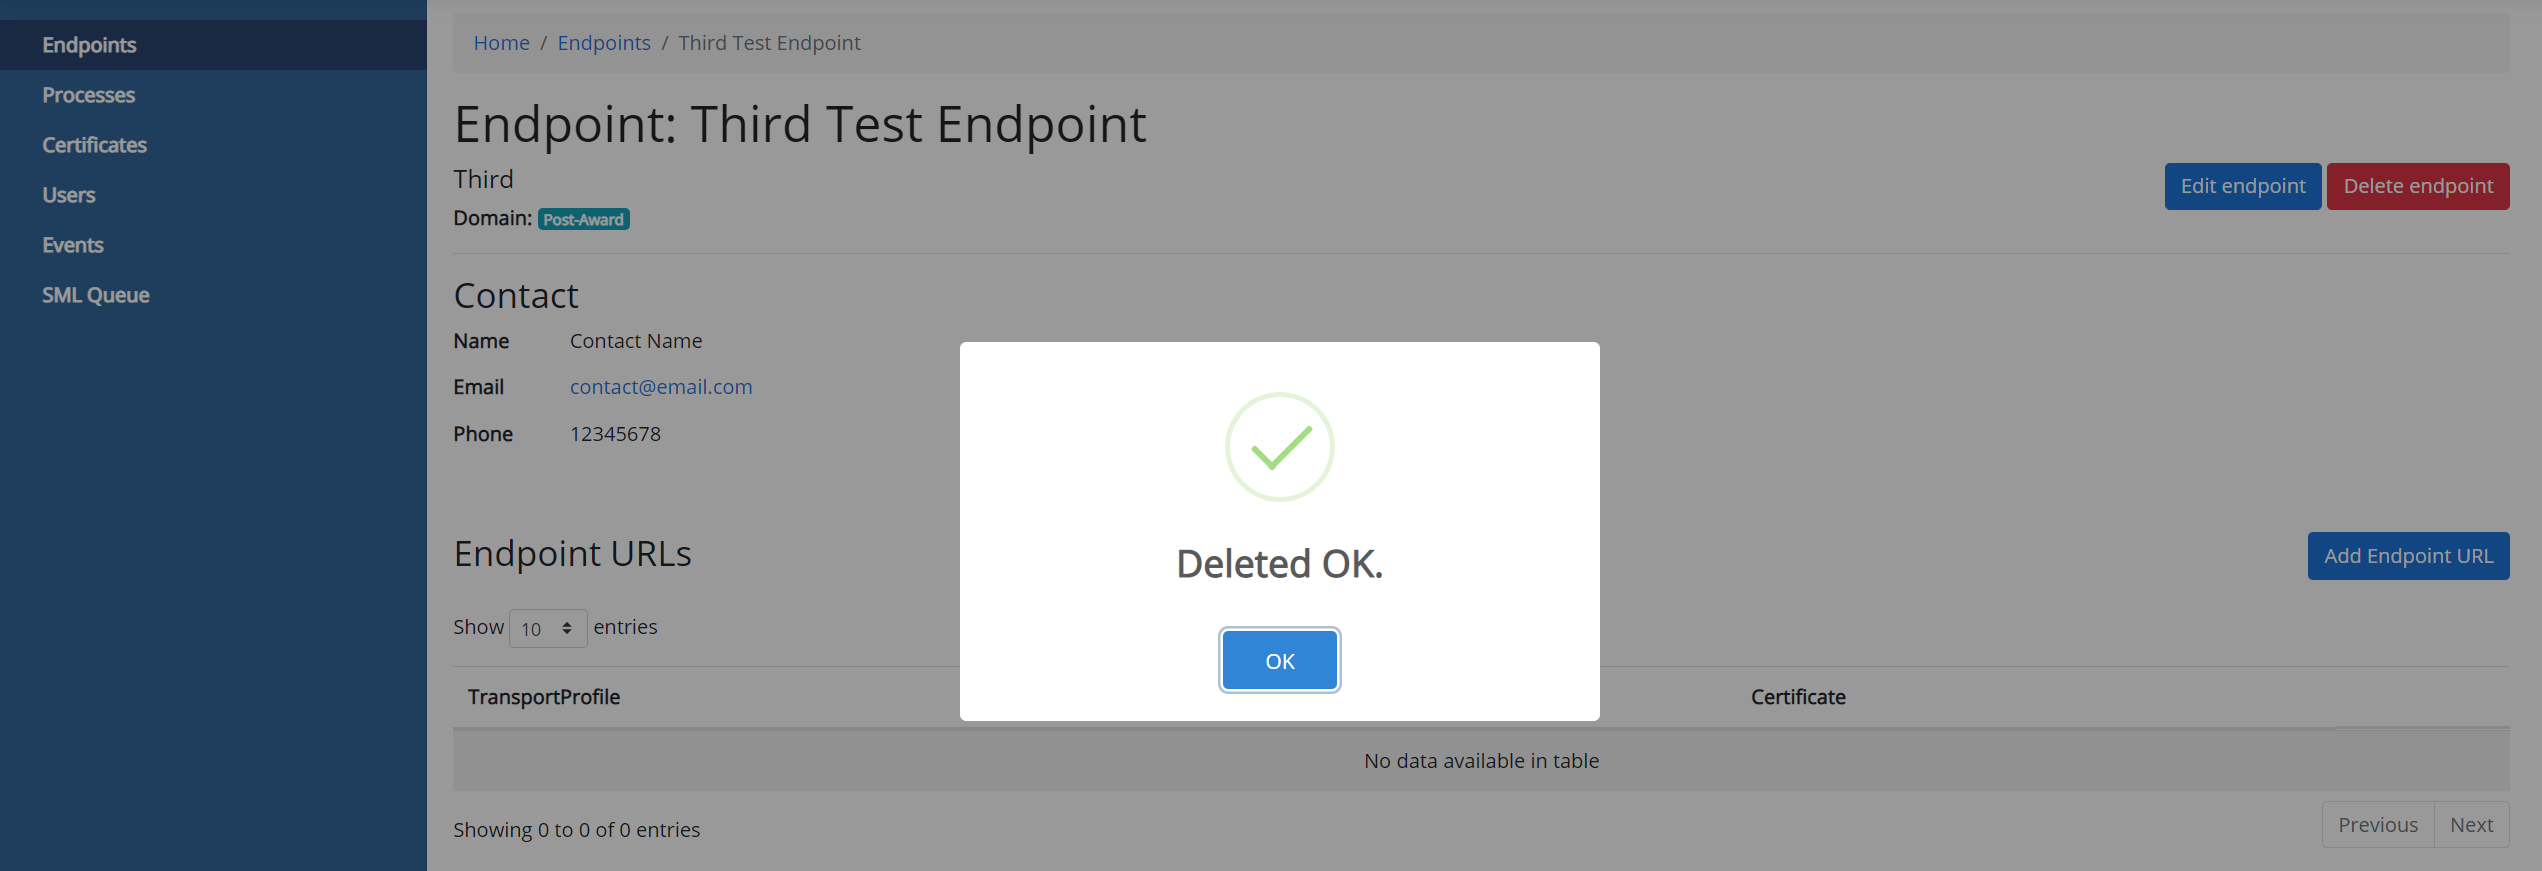 Endpoints
Processes
Certificates
Users
Events
SML Queue
Home / Endpoints / Third Test Endpoint
Endpoint: Third Test Endpoint
Third
Edit endpoint Delete endpoint
Domain: Post-Award
Contact
Name Contact Name
Email contact@email.com
Phone 12345678
Deleted OK.
OK
Endpoint URLs
Add Endpoint URL
Show 10 entries
TransportProfile Certificate
No data available in table
Showing 0 to 0 of 0 entries
Previous Next